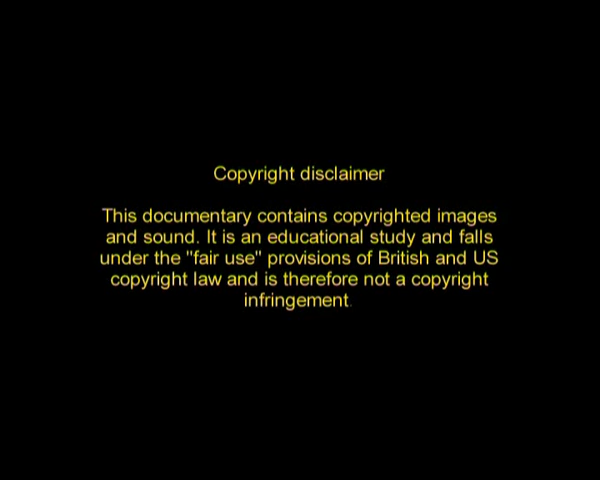 Copyright disclaimer
This documentary contains copyrighted images
and sound. It is an educational study and falls
under the "fair use" provisions of British and US
copyright law and is therefore not a copyright
infringement.